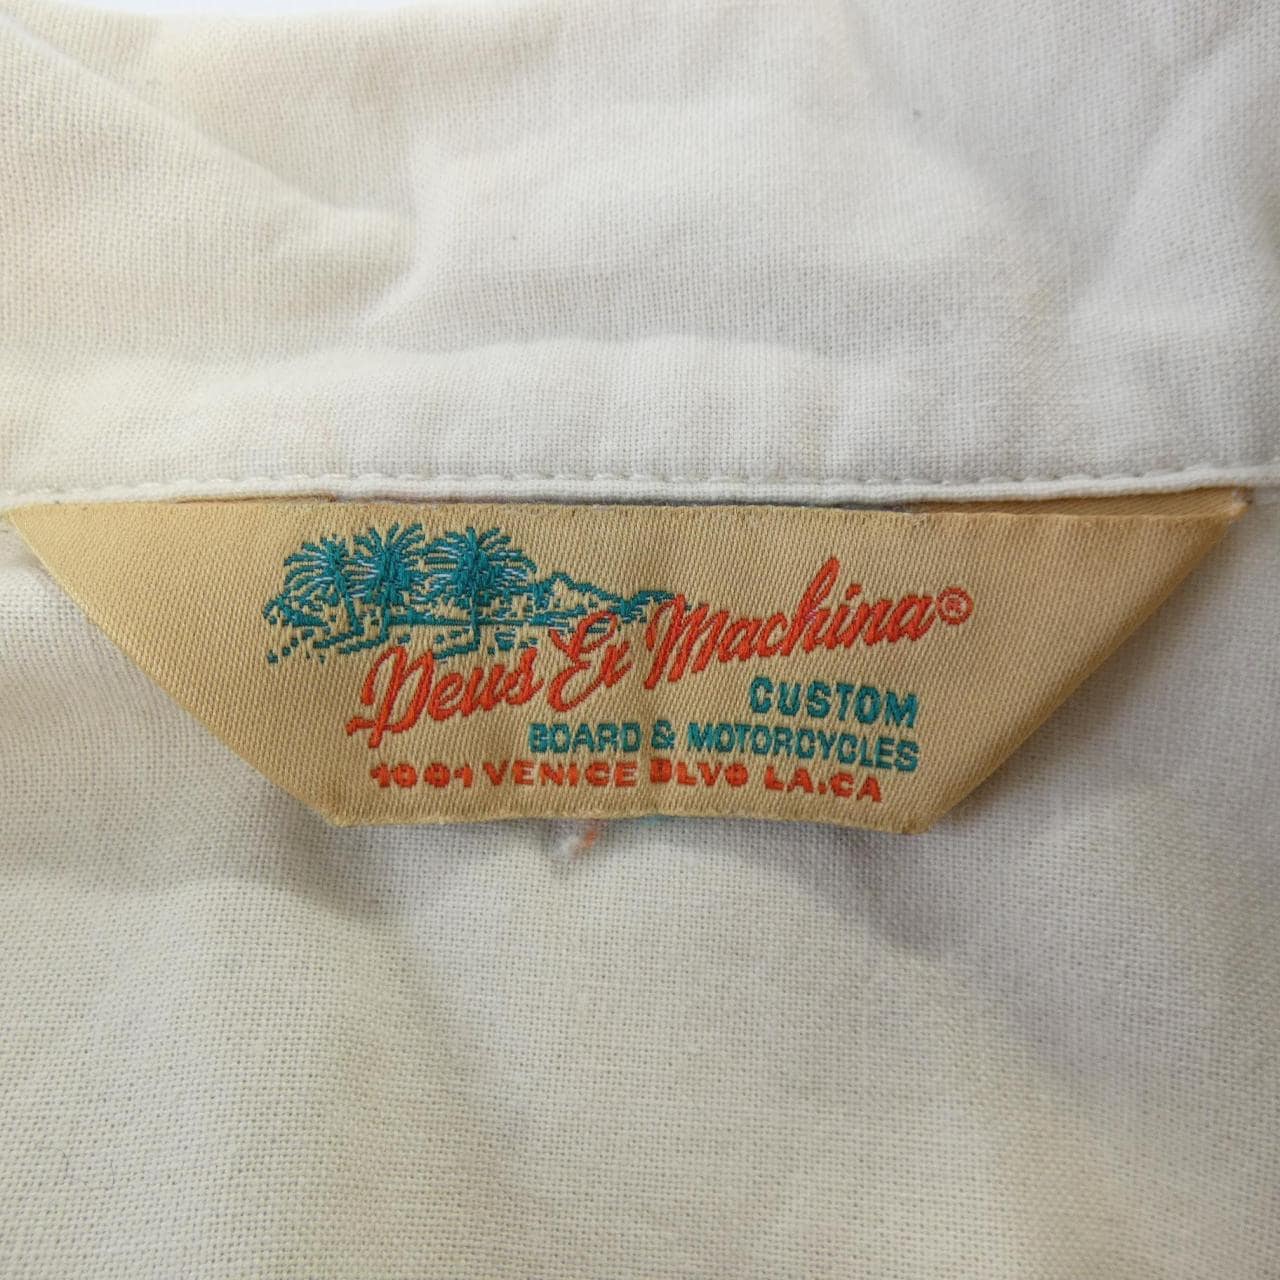 Deus Ex Machina®
CUSTOM
BOARD & MOTORCYCLES
1001 VENICE BLVD LA.CA